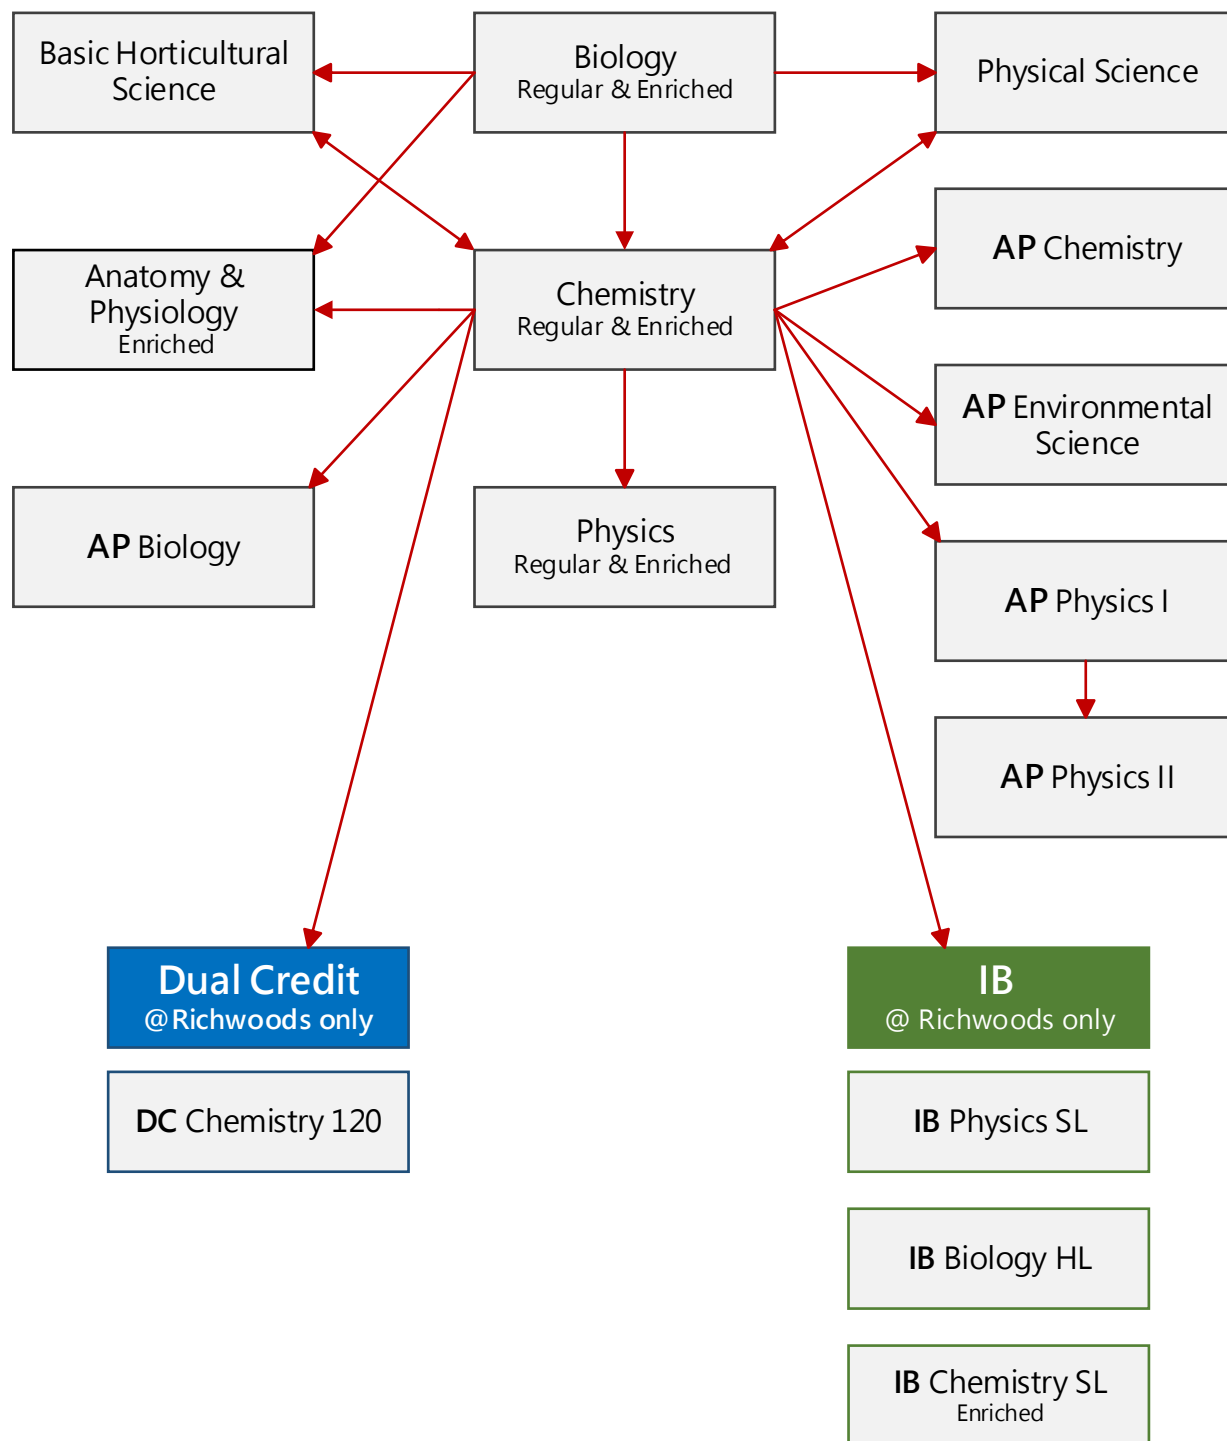 Basic Horticultural
Science
Biology
Regular & Enriched
Physical Science
AP Chemistry
Anatomy &
Physiology
Enriched
Chemistry
Regular & Enriched
AP Environmental
Science
AP Biology
Physics
Regular & Enriched
AP Physics I
AP Physics II
Dual Credit
@Richwoods only
DC Chemistry 120
IB
@ Richwoods only
IB Physics SL
IB Biology HL
IB Chemistry SL
Enriched